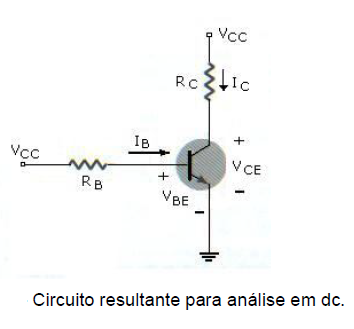 VCC
RC
IC
IB
VCC
+
VCE
RB
+
VBE
−
−
Circuito resultante para análise em dc.